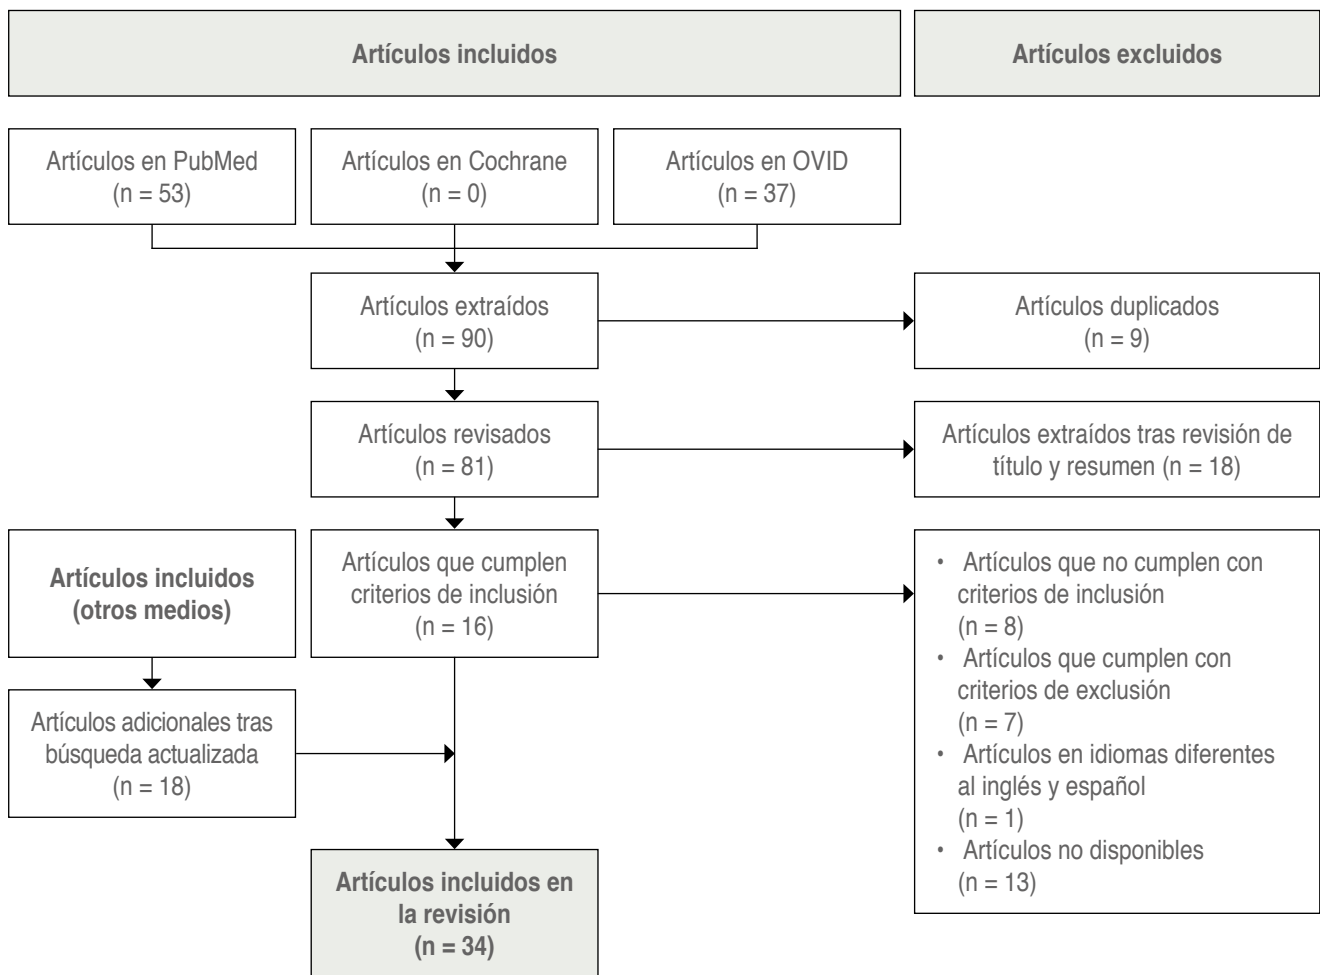 Artículos incluidos
Artículos excluidos
Artículos en PubMed
(n = 53)
Artículos en Cochrane
(n = 0)
Artículos en OVID
(n = 37)
Artículos extraídos
(n = 90)
Artículos duplicados
(n = 9)
Artículos revisados
(n = 81)
Artículos extraídos tras revisión de
título y resumen (n = 18)
Artículos incluidos
(otros medios)
Artículos que cumplen
criterios de inclusión
(n = 16)
• Artículos que no cumplen con
criterios de inclusión
(n = 8)
• Artículos que cumplen con
criterios de exclusión
(n = 7)
• Artículos en idiomas diferentes
al inglés y español
(n = 1)
• Artículos no disponibles
(n = 13)
Artículos adicionales tras
búsqueda actualizada
(n = 18)
Artículos incluidos en
la revisión
(n = 34)